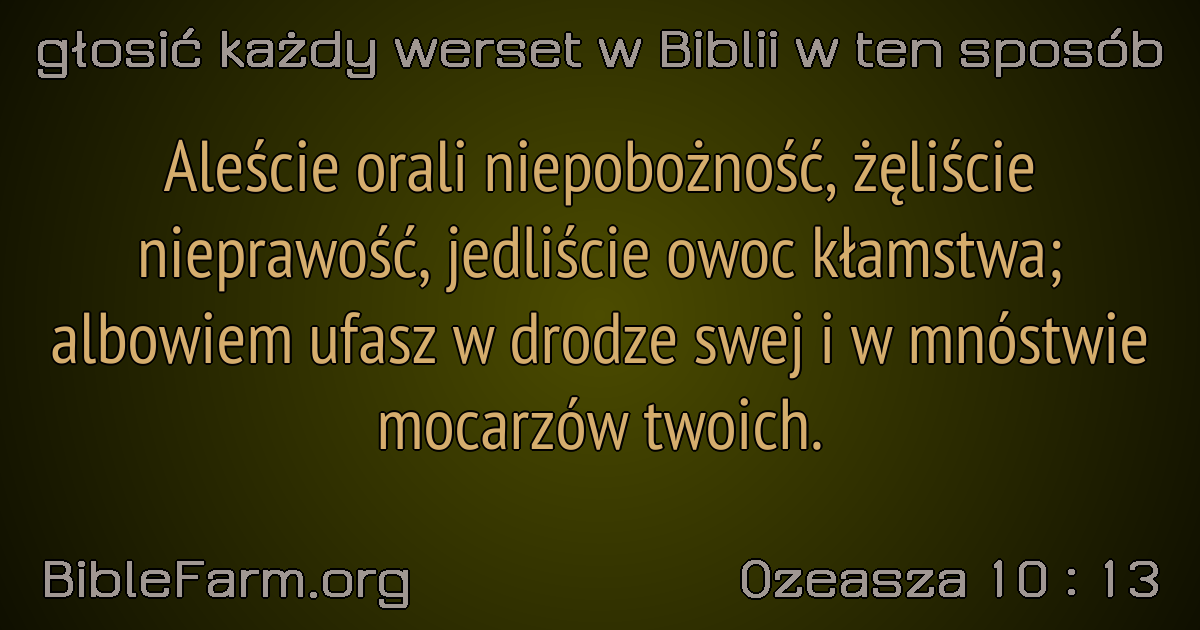 głosić każdy werset w Biblii w ten sposób
Aleście orali niepobożność, żęliście
nieprawość, jedliście owoc kłamstwa;
albowiem ufasz w drodze swej i w mnóstwie
mocarzów twoich.
BibleFarm.org
Ozeasza 10 : 13